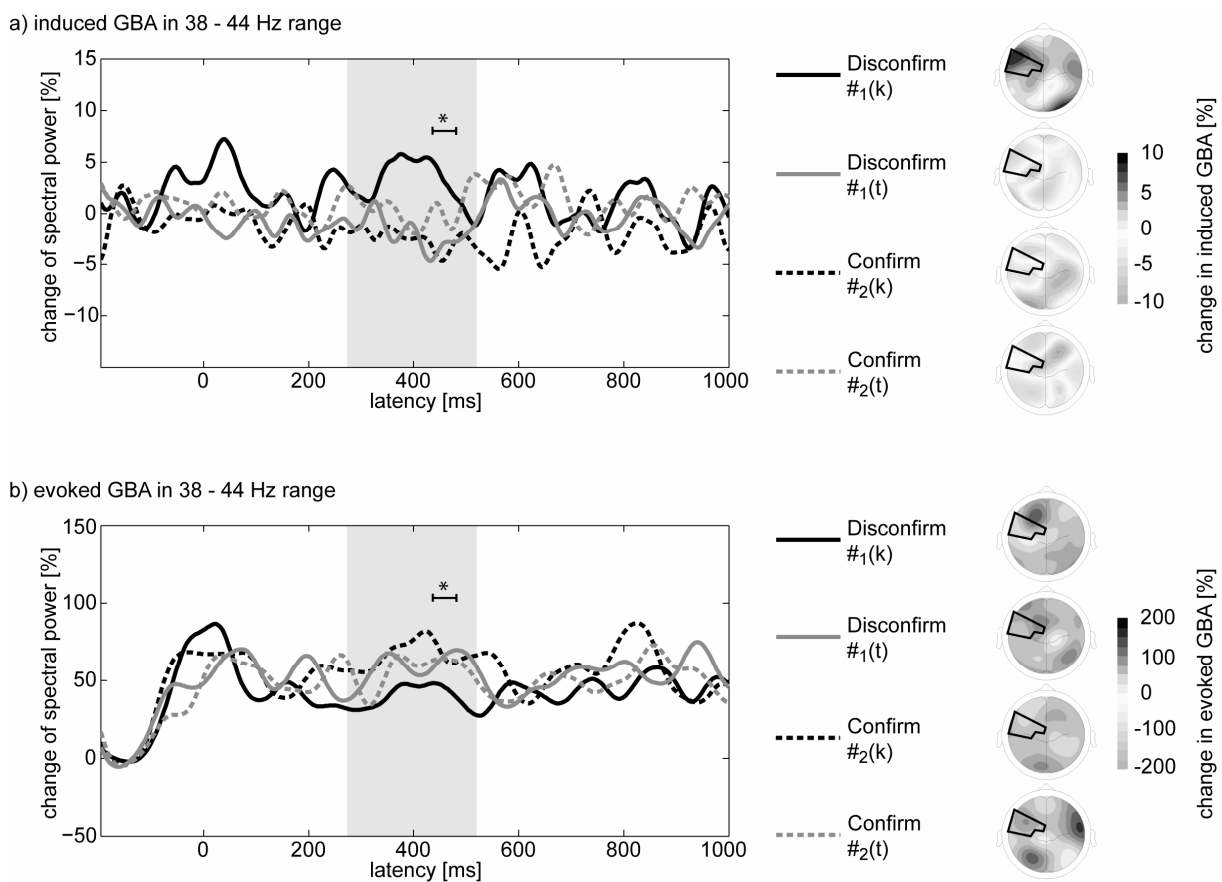 a) induced GBA in 38 - 44 Hz range
change of spectral power [%]
15
10
5
0
−5
−10
*
0 200 400 600 800 1000
latency [ms]
Disconfirm
#1(k)
Disconfirm
#1(t)
Confirm
#2(k)
Confirm
#2(t)
10
5
0
-5
-10
change in induced GBA [%]
b) evoked GBA in 38 - 44 Hz range
change of spectral power [%]
150
100
50
0
−50
*
0 200 400 600 800 1000
latency [ms]
Disconfirm
#1(k)
Disconfirm
#1(t)
Confirm
#2(k)
Confirm
#2(t)
200
100
0
-100
-200
change in evoked GBA [%]